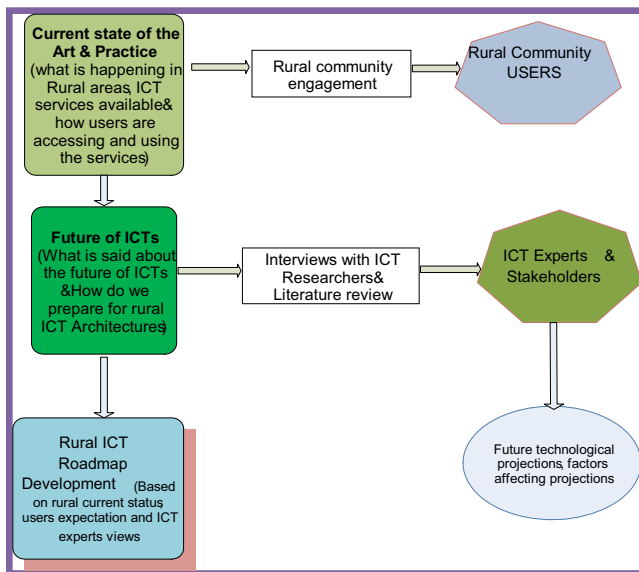 Current state of the
Art & Practice
(what is happening in
Rural areas, ICT
services available&
how users are
accessing and using
the services)
Rural community
engagement
Rural Community
USERS
Future of ICTs
(What is said about
the future of ICTs
&How do we
prepare for rural
ICT Architectures)
Interviews with ICT
Researchers&
Literature review
ICT Experts & 
Stakeholders
Rural ICT
Roadmap
Development (Based
on rural current status,
users expectation and ICT
experts views
Future technological
projections, factors
affecting projections